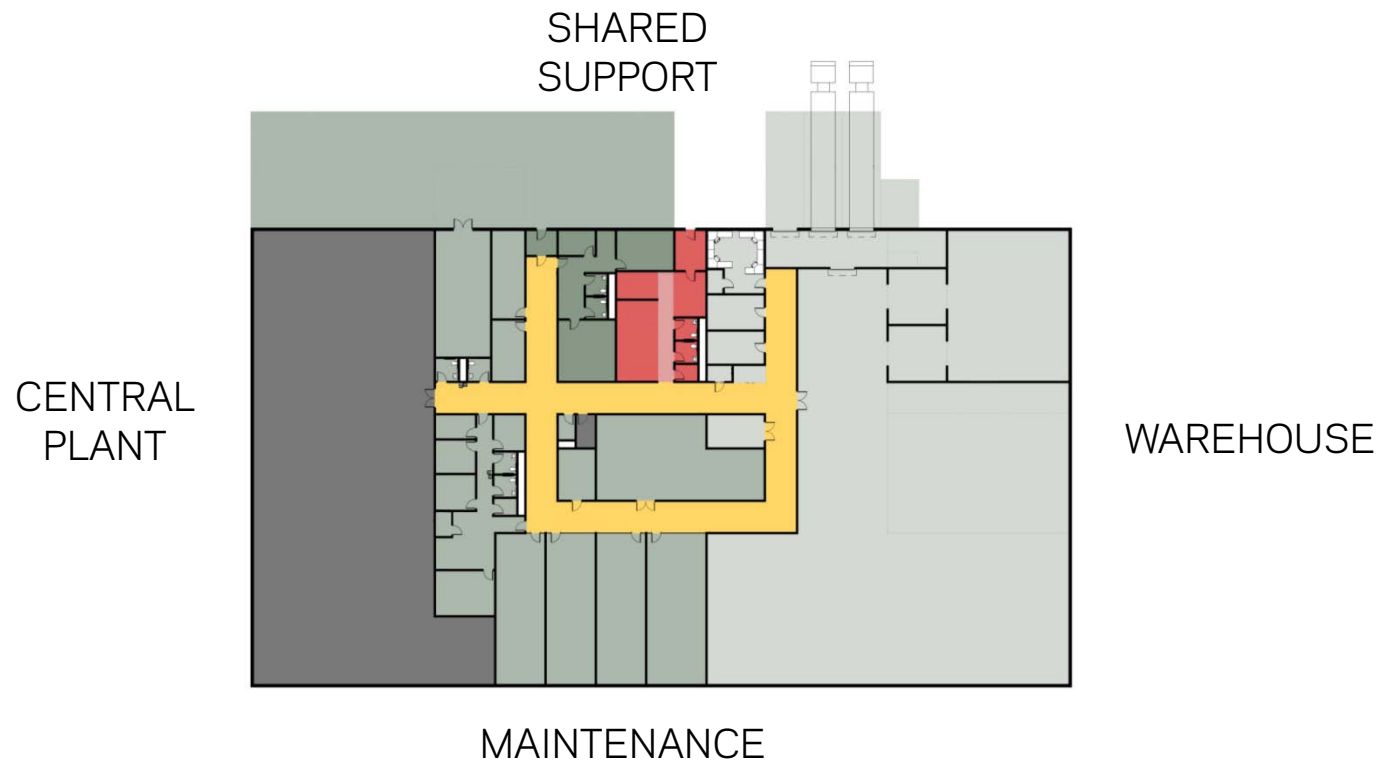 SHARED
SUPPORT
CENTRAL
PLANT
WAREHOUSE
MAINTENANCE